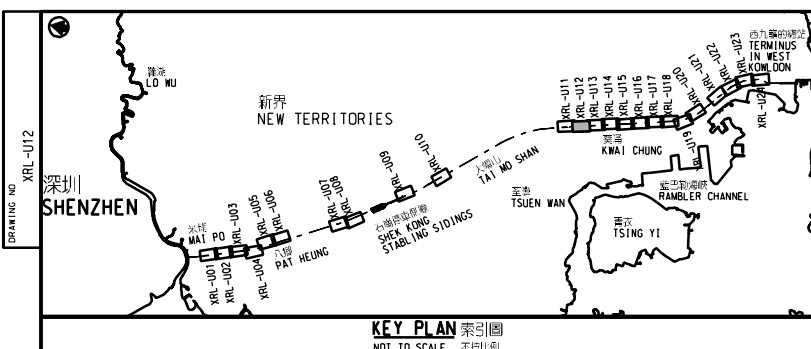 DRAWING NO
XRL-U12
羅湖
LO WU
新界
NEW TERRITORIES
深圳
SHENZHEN
米埔
MAI PO
XRL-U01
XRL-U02
XRL-U03
XRL-U04
XRL-U05
XRL-U06
八鄉
PAT HEUNG
XRL-U07
XRL-U08
XRL-U09
XRL-U10
石崗停車側線
SHEK KONG
STABLING SIDINGS
大帽山
TAI MO SHAN
XRL-U11
XRL-U12
XRL-U13
XRL-U14
XRL-U15
XRL-U16
XRL-U17
XRL-U18
XRL-U19
XRL-U20
XRL-U21
XRL-U22
XRL-U23
XRL-U24
西九龍的總站
TERMINUS
IN WEST
KOWLOON
葵涌
KWAI CHUNG
荃灣
TSUEN WAN
藍巴勒海峽
RAMBLER CHANNEL
青衣
TSING YI
KEY PLAN 索引圖
NOT TO SCALE 不按比例